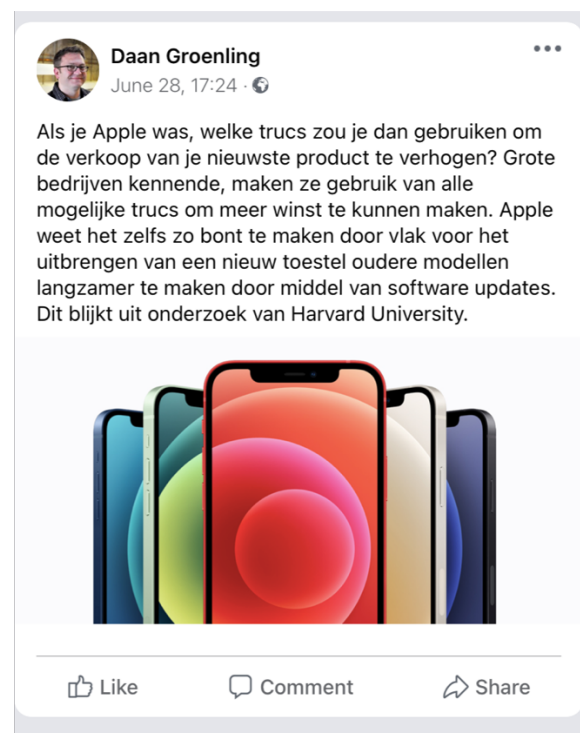 Daan Groenling
June 28, 17:24 ·
Als je Apple was, welke trucs zou je dan gebruiken om
de verkoop van je nieuwste product te verhogen? Grote
bedrijven kennende, maken ze gebruik van alle
mogelijke trucs om meer winst te kunnen maken. Apple
weet het zelfs zo bont te maken door vlak voor het
uitbrengen van een nieuw toestel oudere modellen
langzamer te maken door middel van software updates.
Dit blijkt uit onderzoek van Harvard University.
Like Comment Share